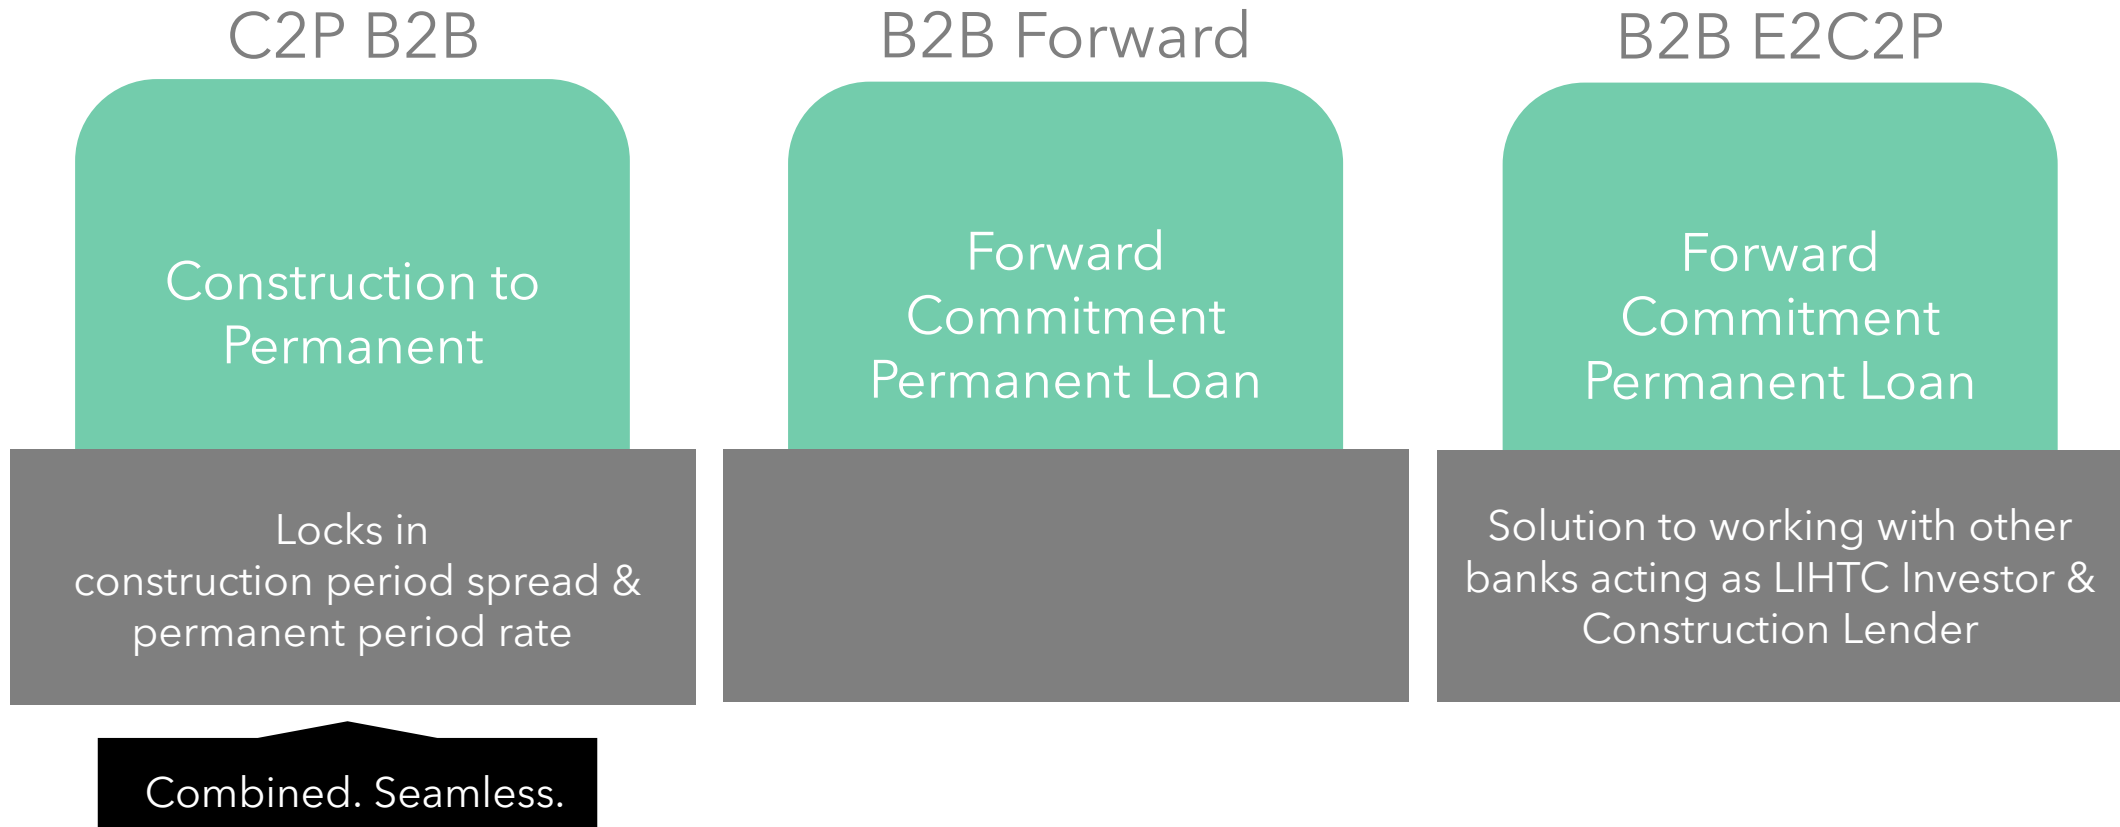 C2P B2B
Construction to
Permanent
Locks in
construction period spread &
permanent period rate
Combined. Seamless.
B2B Forward
Forward
Commitment
Permanent Loan
B2B E2C2P
Forward
Commitment
Permanent Loan
Solution to working with other
banks acting as LIHTC Investor &
Construction Lender